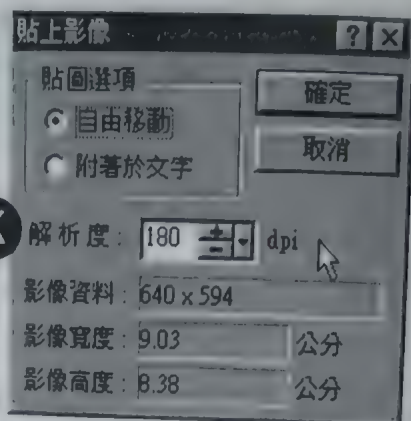 貼上影像 ? X
貼圖選項
自由移動
附著於文字
確定
取消
解析度: 180 dpi
影像資料: 640 x 594
影像寬度: 9.03 公分
影像高度: 8.38 公分